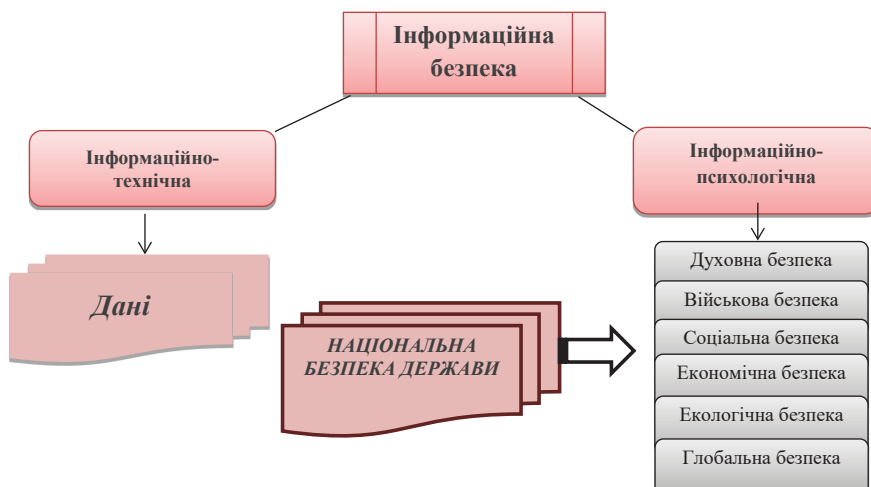 Інформаційна
безпека
Інформаційно-
технічна
Інформаційно-
психологічна
Дані
НАЦІОНАЛЬНА
БЕЗПЕКА ДЕРЖАВИ
Духовна безпека
Військова безпека
Соціальна безпека
Економічна безпека
Екологічна безпека
Глобальна безпека